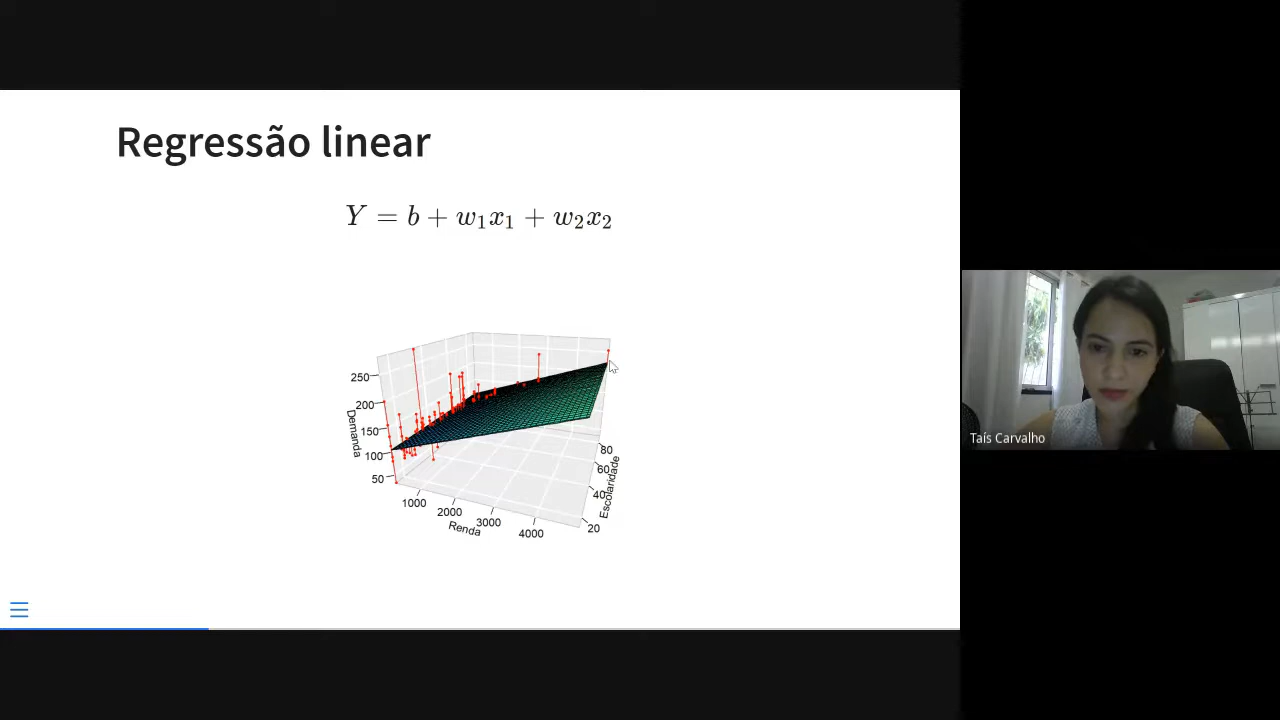 Regressão linear
Y = b + w₁x₁ + w₂x₂
250
200
150
100
50
Demanda
1000
2000
3000
4000
Renda
80
60
40
20
Escolaridade
Taís Carvalho